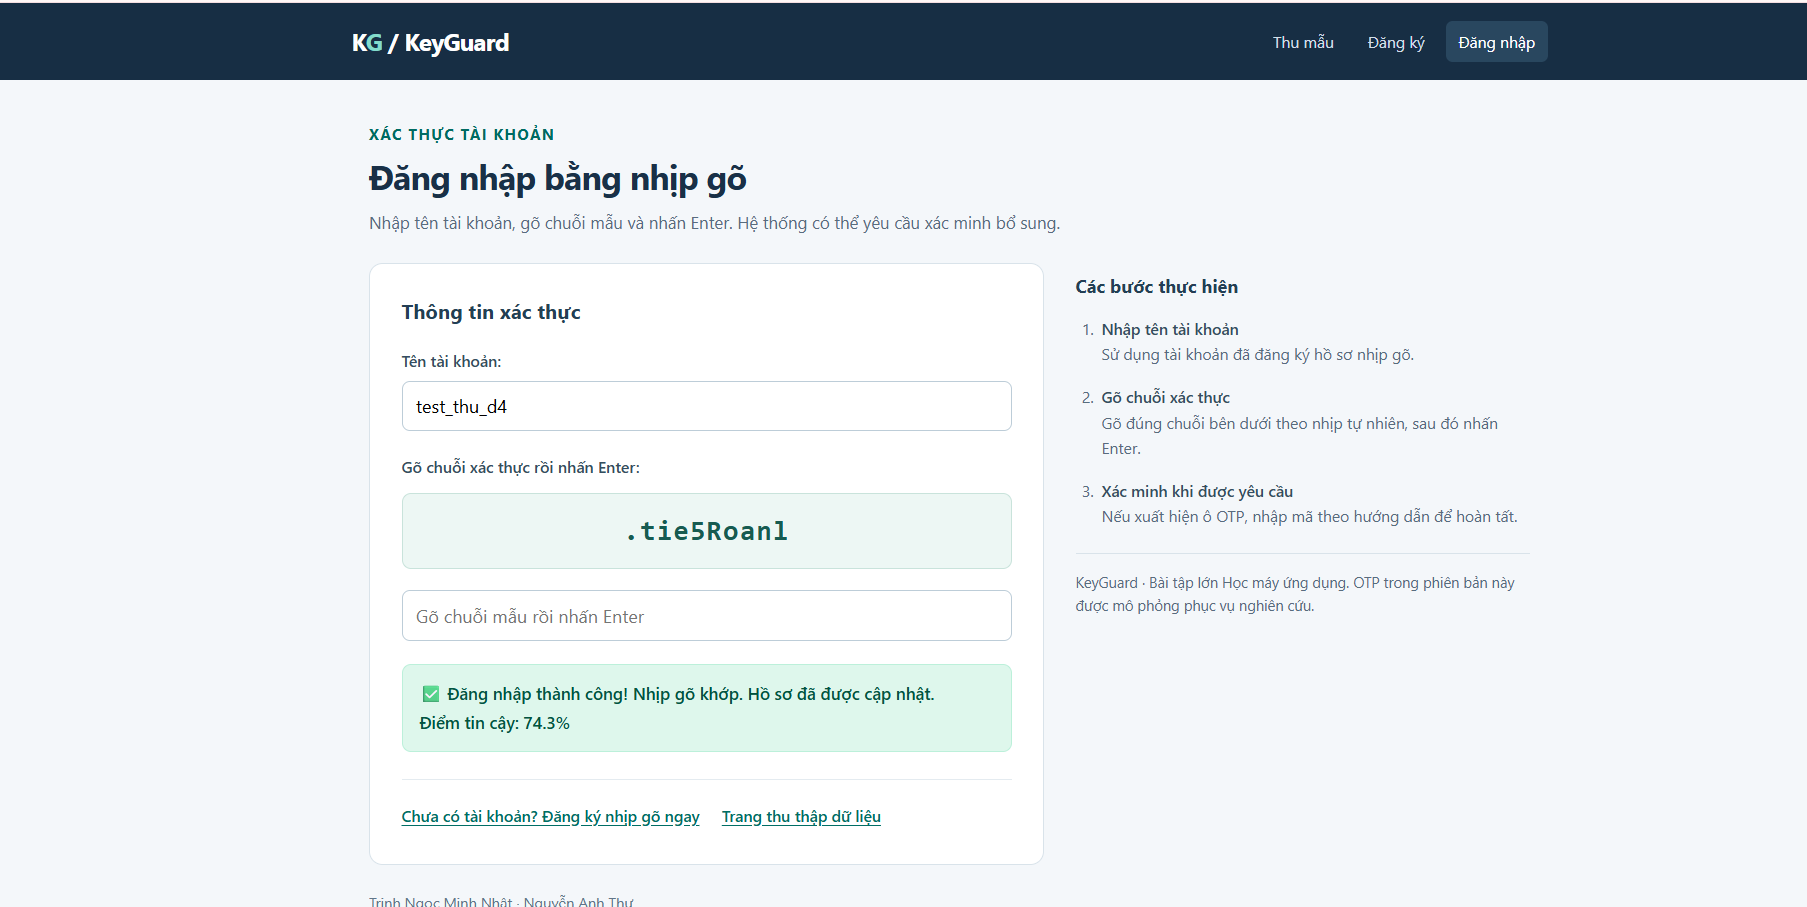 KG / KeyGuard
Thu mẫu
Đăng ký
Đăng nhập
XÁC THỰC TÀI KHOẢN
Đăng nhập bằng nhịp gõ
Nhập tên tài khoản, gõ chuỗi mẫu và nhấn Enter. Hệ thống có thể yêu cầu xác minh bổ sung.
Thông tin xác thực
Tên tài khoản:
test_thu_d4
Gõ chuỗi xác thực rồi nhấn Enter:
.tie5Roanl
Gõ chuỗi mẫu rồi nhấn Enter
✅ Đăng nhập thành công! Nhịp gõ khớp. Hồ sơ đã được cập nhật.
Điểm tin cậy: 74.3%
Chưa có tài khoản? Đăng ký nhịp gõ ngay
Trang thu thập dữ liệu
Các bước thực hiện
1. Nhập tên tài khoản
Sử dụng tài khoản đã đăng ký hồ sơ nhịp gõ.
2. Gõ chuỗi xác thực
Gõ đúng chuỗi bên dưới theo nhịp tự nhiên, sau đó nhấn
Enter.
3. Xác minh khi được yêu cầu
Nếu xuất hiện ô OTP, nhập mã theo hướng dẫn để hoàn tất.
KeyGuard · Bài tập lớn Học máy ứng dụng. OTP trong phiên bản này
được mô phỏng phục vụ nghiên cứu.
Trịnh Ngọc Minh Nhật · Nguyễn Anh Thư